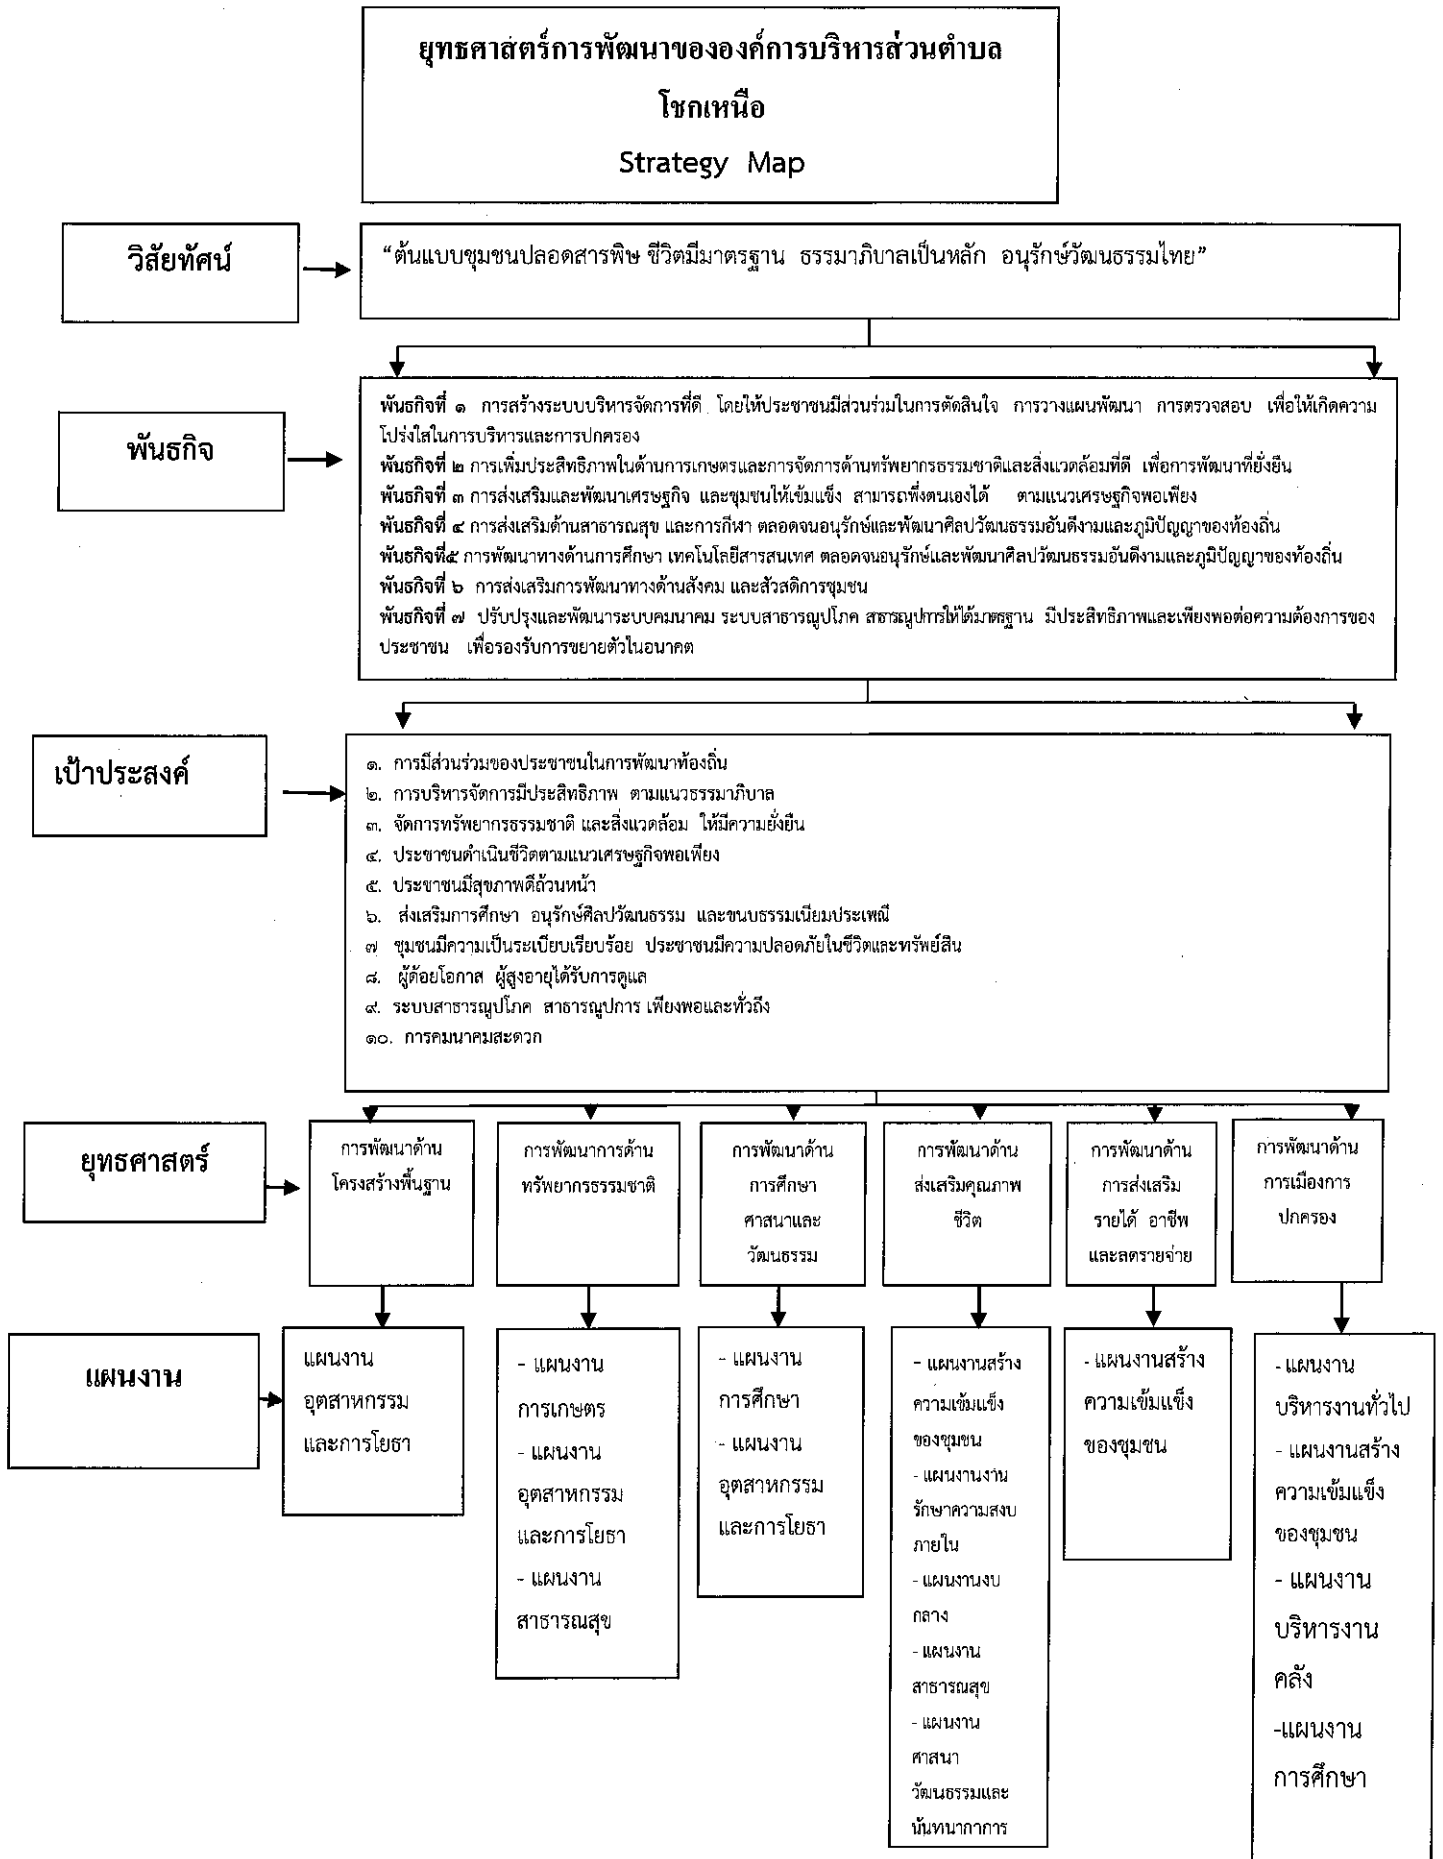 ยุทธศาสตร์การพัฒนาขององค์การบริหารส่วนตำบล
โชกเหนือ
Strategy Map
วิสัยทัศน์
“ต้นแบบชุมชนปลอดสารพิษ ชีวิตมีมาตรฐาน ธรรมาภิบาลเป็นหลัก อนุรักษ์วัฒนธรรมไทย”
พันธกิจ
พันธกิจที่ ๑ การสร้างระบบบริหารจัดการที่ดี โดยให้ประชาชนมีส่วนร่วมในการตัดสินใจ การวางแผนพัฒนา การตรวจสอบ เพื่อให้เกิดความ
โปร่งใสในการบริหารและการปกครอง
พันธกิจที่ ๒ การเพิ่มประสิทธิภาพในด้านการเกษตรและการจัดการด้านทรัพยากรธรรมชาติและสิ่งแวดล้อมที่ดี เพื่อการพัฒนาที่ยั่งยืน
พันธกิจที่ ๓ การส่งเสริมและพัฒนาเศรษฐกิจ และชุมชนให้เข้มแข็ง สามารถพึ่งตนเองได้ ตามแนวเศรษฐกิจพอเพียง
พันธกิจที่ ๔ การส่งเสริมด้านสาธารณสุข และการกีฬา ตลอดจนอนุรักษ์และพัฒนาศิลปวัฒนธรรมอันดีงามและภูมิปัญญาของท้องถิ่น
พันธกิจที่๕ การพัฒนาทางด้านการศึกษา เทคโนโลยีสารสนเทศ ตลอดจนอนุรักษ์และพัฒนาศิลปวัฒนธรรมอันดีงามและภูมิปัญญาของท้องถิ่น
พันธกิจที่ ๖ การส่งเสริมการพัฒนาทางด้านสังคม และสวัสดิการชุมชน
พันธกิจที่ ๗ ปรับปรุงและพัฒนาระบบคมนาคม ระบบสาธารณูปโภค สาธารณูปการให้ได้มาตรฐาน มีประสิทธิภาพและเพียงพอต่อความต้องการของ
ประชาชน เพื่อรองรับการขยายตัวในอนาคต
เป้าประสงค์
๑. การมีส่วนร่วมของประชาชนในการพัฒนาท้องถิ่น
๒. การบริหารจัดการมีประสิทธิภาพ ตามแนวธรรมาภิบาล
๓. จัดการทรัพยากรธรรมชาติ และสิ่งแวดล้อม ให้มีความยั่งยืน
๔. ประชาชนดำเนินชีวิตตามแนวเศรษฐกิจพอเพียง
๕. ประชาชนมีสุขภาพดีถ้วนหน้า
๖. ส่งเสริมการศึกษา อนุรักษ์ศิลปวัฒนธรรม และขนบธรรมเนียมประเพณี
๗ ชุมชนมีความเป็นระเบียบเรียบร้อย ประชาชนมีความปลอดภัยในชีวิตและทรัพย์สิน
๘. ผู้ด้อยโอกาส ผู้สูงอายุได้รับการดูแล
๙. ระบบสาธารณูปโภค สาธารณูปการ เพียงพอและทั่วถึง
๑๐. การคมนาคมสะดวก
ยุทธศาสตร์
การพัฒนาด้าน
โครงสร้างพื้นฐาน
การพัฒนาการด้าน
ทรัพยากรธรรมชาติ
การพัฒนาด้าน
การศึกษา
ศาสนาและ
วัฒนธรรม
การพัฒนาด้าน
ส่งเสริมคุณภาพ
ชีวิต
การพัฒนาด้าน
การส่งเสริม
รายได้ อาชีพ
และลดรายจ่าย
การพัฒนาด้าน
การเมืองการ
ปกครอง
แผนงาน
แผนงาน
อุตสาหกรรม
และการโยธา
- แผนงาน
การเกษตร
- แผนงาน
อุตสาหกรรม
และการโยธา
- แผนงาน
สาธารณสุข
- แผนงาน
การศึกษา
- แผนงาน
อุตสาหกรรม
และการโยธา
- แผนงานสร้าง
ความเข้มแข็ง
ของชุมชน
- แผนงานงาน
รักษาความสงบ
ภายใน
- แผนงานงบ
กลาง
- แผนงาน
สาธารณสุข
- แผนงาน
ศาสนา
วัฒนธรรมและ
นันทนาการ
- แผนงานสร้าง
ความเข้มแข็ง
ของชุมชน
- แผนงาน
บริหารงานทั่วไป
- แผนงานสร้าง
ความเข้มแข็ง
ของชุมชน
- แผนงาน
บริหารงาน
คลัง
-แผนงาน
การศึกษา